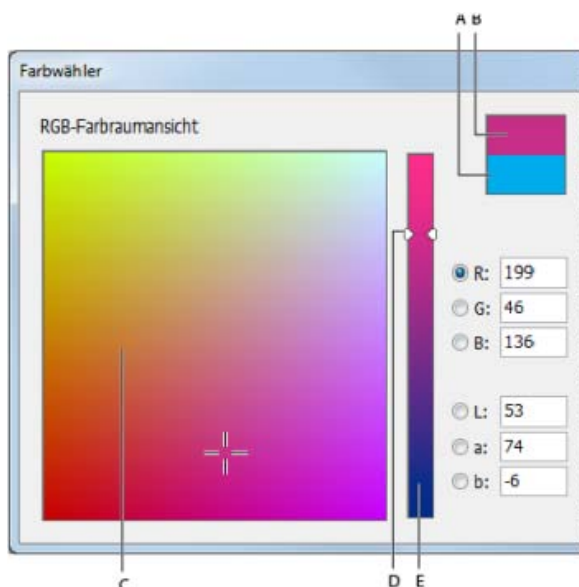 A B
Farbwähler
RGB-Farbraumansicht
R: 199
G: 46
B: 136
L: 53
a: 74
b: -6
C D E